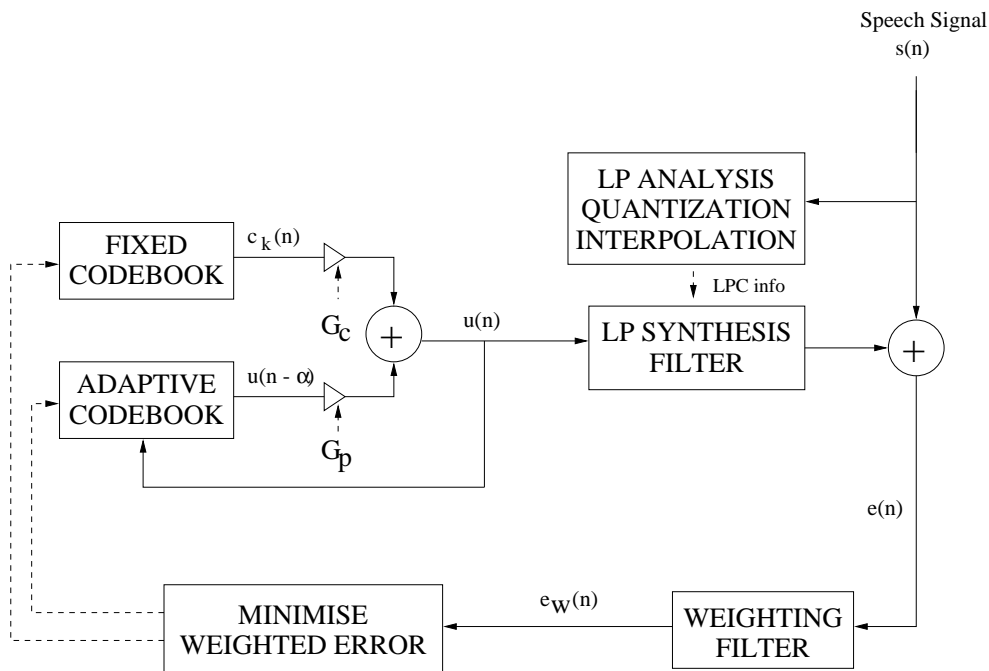 Speech Signal
s(n)
LP ANALYSIS
QUANTIZATION
INTERPOLATION
FIXED
CODEBOOK
c k (n)
LPC info
G c
+
u(n)
LP SYNTHESIS
FILTER
+
ADAPTIVE
CODEBOOK
u(n - α)
G p
e(n)
MINIMISE
WEIGHTED ERROR
e w (n)
WEIGHTING
FILTER